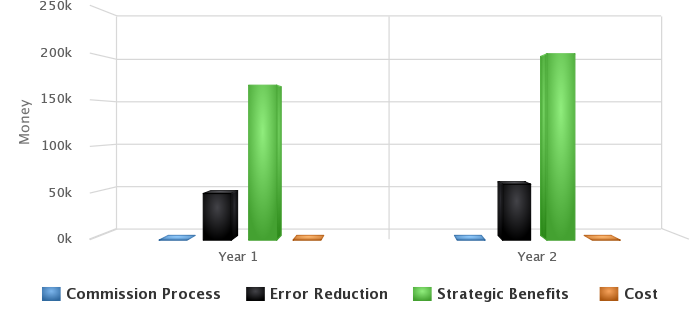 250k
200k
150k
100k
50k
0k
Money
Year 1
Year 2
Commission Process
Error Reduction
Strategic Benefits
Cost